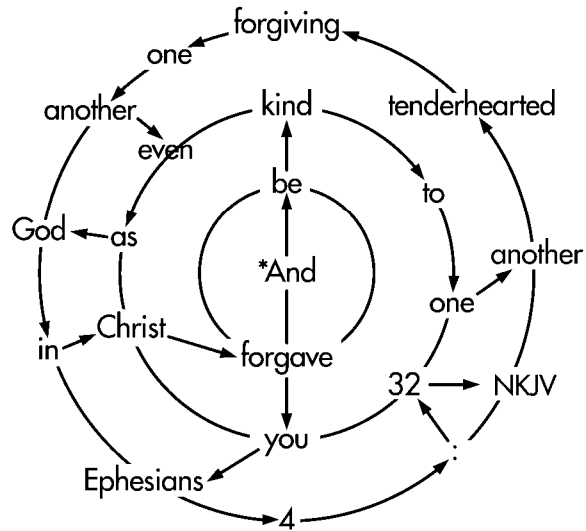 *And
be
kind
to
one
another
tenderhearted
forgiving
one
another
even
as
God
in
Christ
forgave
you
Ephesians
4
:
32
NKJV